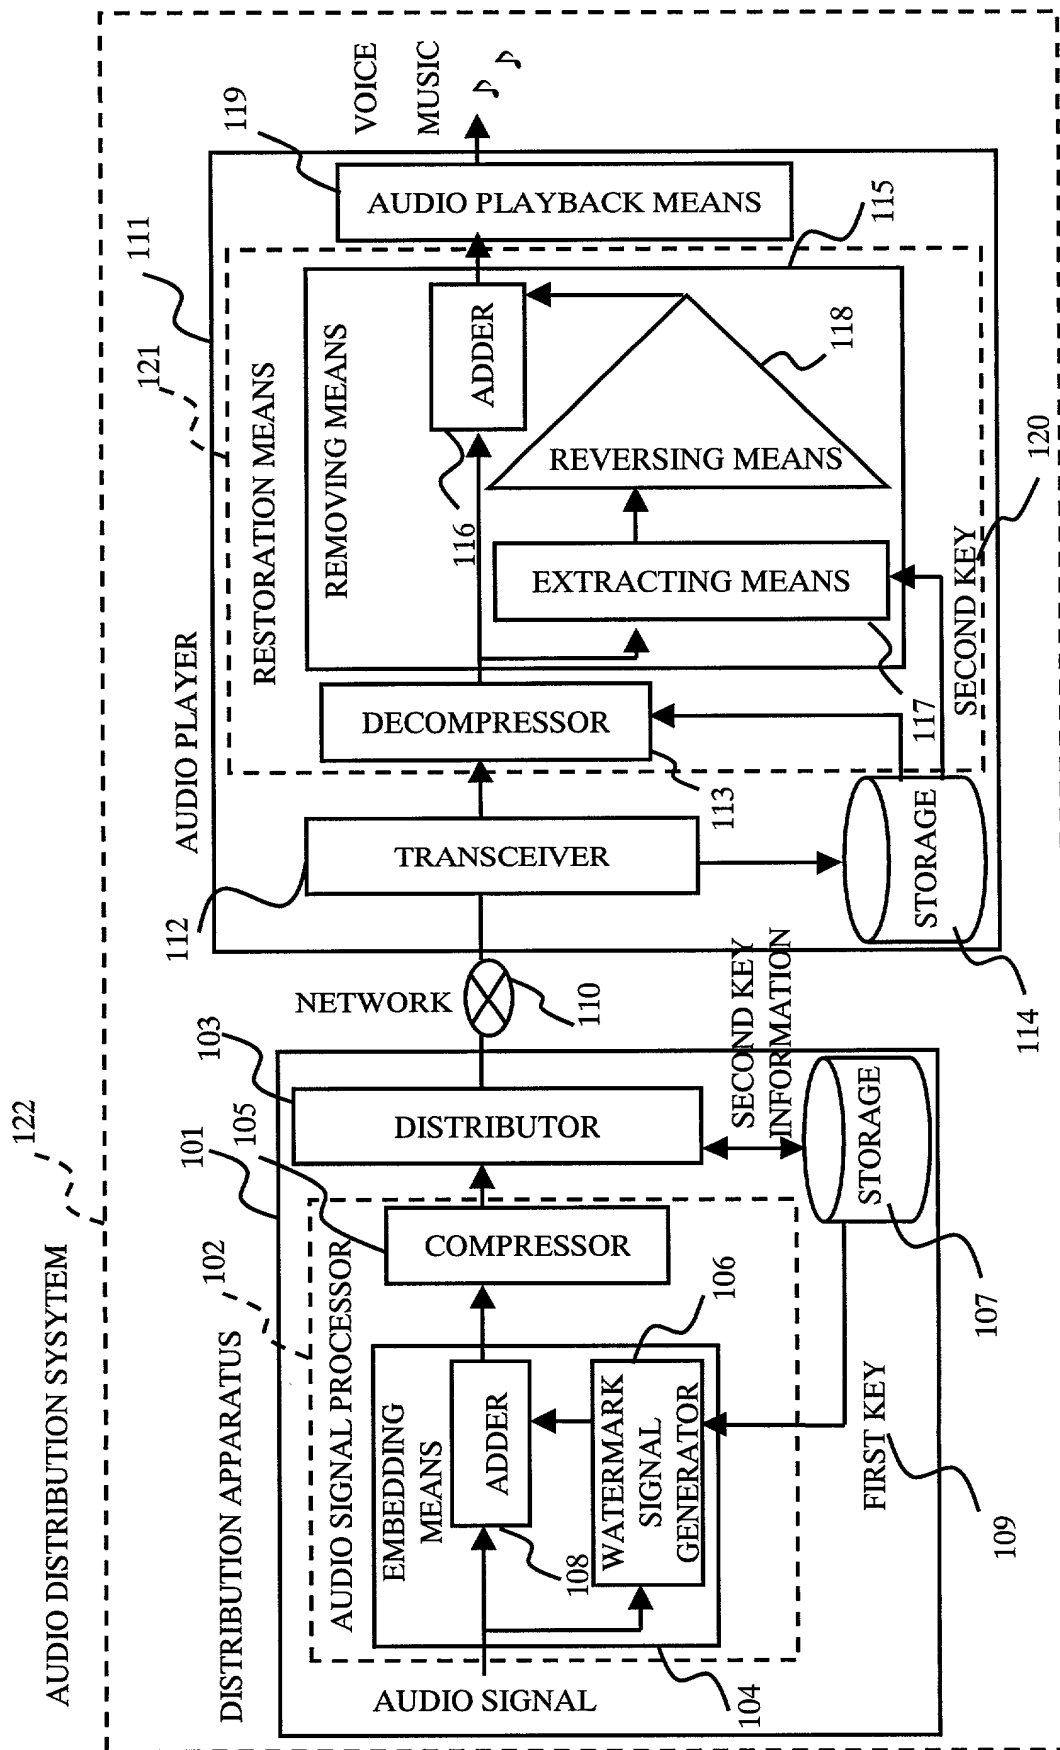 AUDIO DISTRIBUTION SYSYTEM
122
DISTRIBUTION APPARATUS
102
101
105
103
AUDIO SIGNAL PROCESSOR
EMBEDDING
MEANS
ADDER
108
WATERMARK
SIGNAL
GENERATOR
106
COMPRESSOR
DISTRIBUTOR
AUDIO SIGNAL
104
FIRST KEY
109
STORAGE
107
SECOND KEY
INFORMATION
NETWORK
110
AUDIO PLAYER
112
TRANSCEIVER
STORAGE
114
121
111
RESTORATION MEANS
DECOMPRESSOR
113
REMOVING MEANS
116
ADDER
EXTRACTING MEANS
117
REVERSING MEANS
118
115
SECOND KEY
120
AUDIO PLAYBACK MEANS
119
VOICE
MUSIC